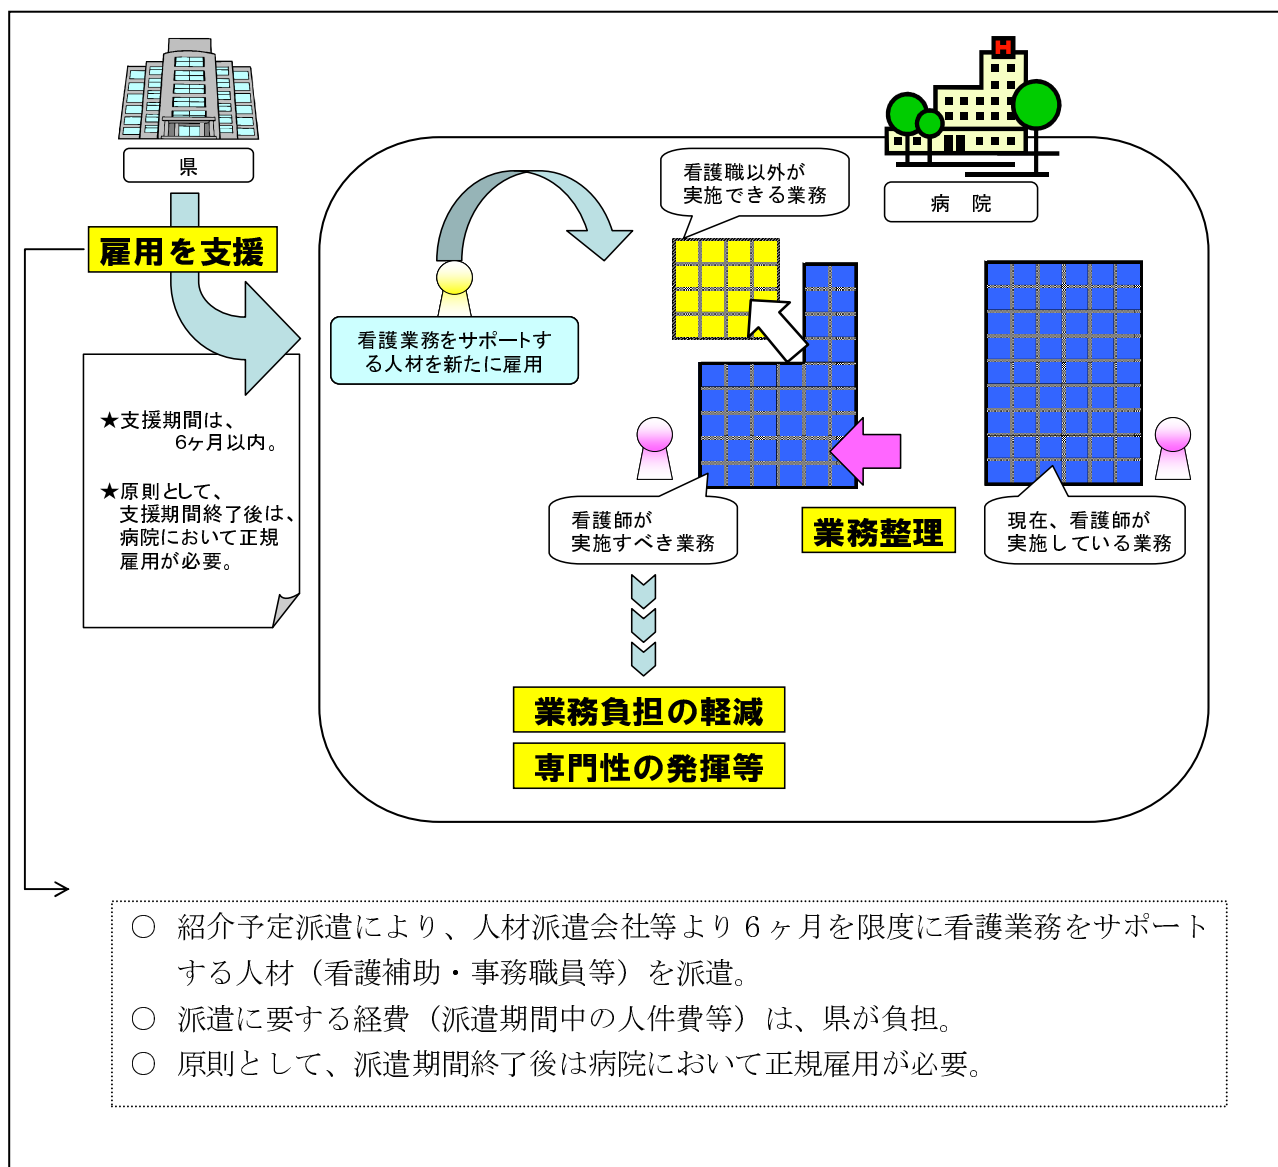 県
H
病　院
雇用を支援
看護職以外が
実施できる業務
看護業務をサポートす
る人材を新たに雇用
★支援期間は、
6ヶ月以内。
★原則として、
支援期間終了後は、
病院において正規
雇用が必要。
看護師が
実施すべき業務
業務整理
現在、看護師が
実施している業務
業務負担の軽減
専門性の発揮等
○ 紹介予定派遣により、人材派遣会社等より6ヶ月を限度に看護業務をサポート
する人材（看護補助・事務職員等）を派遣。
○ 派遣に要する経費（派遣期間中の人件費等）は、県が負担。
○ 原則として、派遣期間終了後は病院において正規雇用が必要。